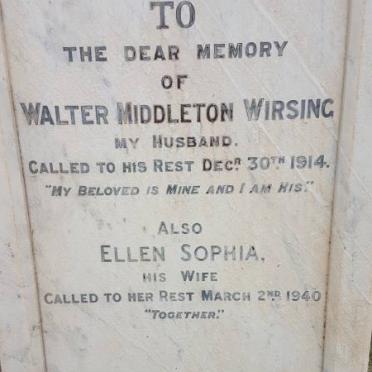 TO
THE DEAR MEMORY
OF
WALTER MIDDLETON WIRSING
MY HUSBAND.
CALLED TO HIS REST DECR. 30TH 1914.
"MY BELOVED IS MINE AND I AM HIS."
ALSO
ELLEN SOPHIA,
HIS WIFE
CALLED TO HER REST MARCH 2ND 1940
"TOGETHER."